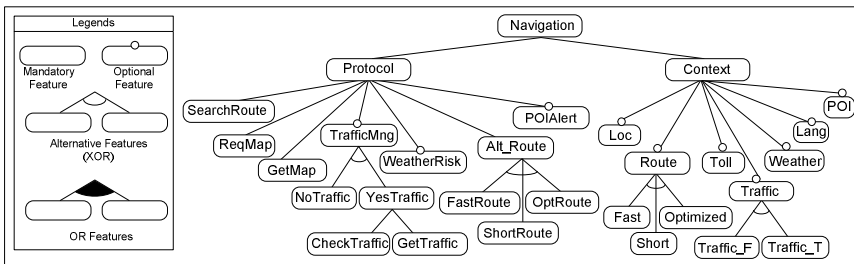 Legends
Mandatory
Feature
Optional
Feature
Alternative Features
(XOR)
OR Features
Navigation
Protocol
Context
SearchRoute
ReqMap
GetMap
TrafficMng
WeatherRisk
Alt_Route
POIAlert
NoTraffic
YesTraffic
CheckTraffic
GetTraffic
FastRoute
OptRoute
ShortRoute
Loc
Route
Toll
Traffic
Weather
Lang
POI
Fast
Optimized
Short
Traffic_F
Traffic_T